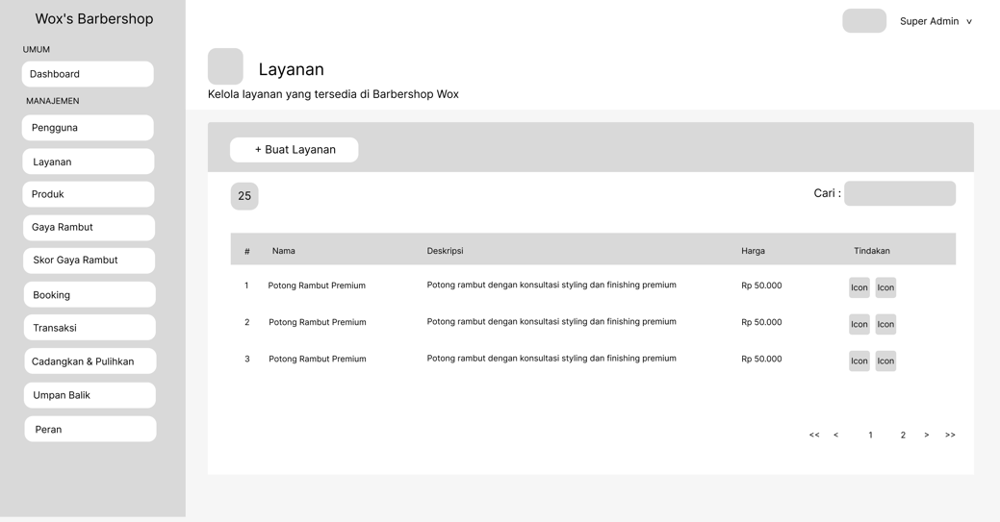 Wox's Barbershop
UMUM
Dashboard
MANAJEMEN
Pengguna
Layanan
Produk
Gaya Rambut
Skor Gaya Rambut
Booking
Transaksi
Cadangkan & Pulihkan
Umpan Balik
Peran
Super Admin v
Layanan
Kelola layanan yang tersedia di Barbershop Wox
+ Buat Layanan
25
Cari :
# Nama Deskripsi Harga Tindakan
1 Potong Rambut Premium Potong rambut dengan konsultasi styling dan finishing premium Rp 50.000 Icon Icon
2 Potong Rambut Premium Potong rambut dengan konsultasi styling dan finishing premium Rp 50.000 Icon Icon
3 Potong Rambut Premium Potong rambut dengan konsultasi styling dan finishing premium Rp 50.000 Icon Icon
<< < 1 2 > >>